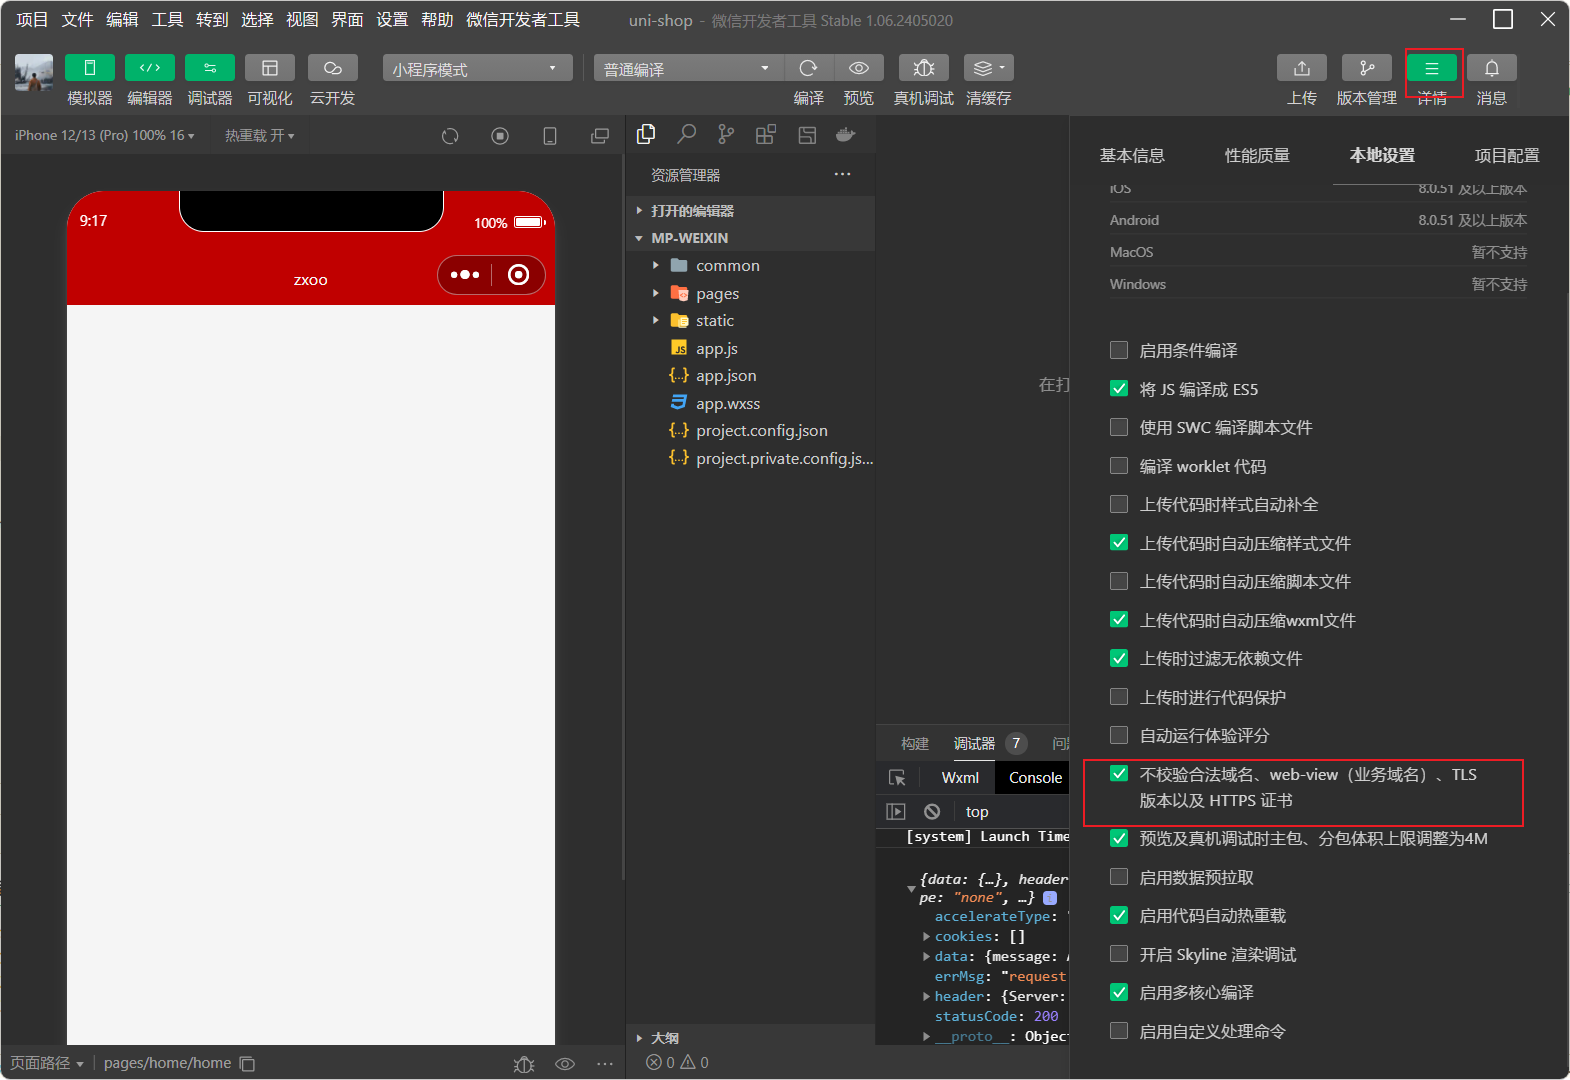 项目 文件 编辑 工具 转到 选择 视图 界面 设置 帮助 微信开发者工具 uni-shop - 微信开发者工具 Stable 1.06.2405020
小程序模式 普通编译
模拟器 编辑器 调试器 可视化 云开发 编译 预览 真机调试 清缓存 上传 版本管理 详情 消息
iPhone 12/13 (Pro) 100% 16 热重载 开
9:17 100%
zxoo
资源管理器
打开的编辑器
MP-WEIXIN
common
pages
static
app.js
app.json
app.wxss
project.config.json
project.private.config.js...
大纲
0 0
在打
构建 调试器 7
Wxml Console
top
[system] Launch Time
{data: {…}, header
pe: "none", …}
accelerateType:
cookies: []
data: {message:
errMsg: "request
header: {Server:
statusCode: 200
__proto__: Objec
基本信息 性能质量 本地设置 项目配置
iOS 8.0.51 及以上版本
Android 8.0.51 及以上版本
MacOS 暂不支持
Windows 暂不支持
启用条件编译
将 JS 编译成 ES5
使用 SWC 编译脚本文件
编译 worklet 代码
上传代码时样式自动补全
上传代码时自动压缩样式文件
上传代码时自动压缩脚本文件
上传代码时自动压缩wxml文件
上传时过滤无依赖文件
上传时进行代码保护
自动运行体验评分
不校验合法域名、web-view（业务域名）、TLS
版本以及 HTTPS 证书
预览及真机调试时主包、分包体积上限调整为4M
启用数据预拉取
启用代码自动热重载
开启 Skyline 渲染调试
启用多核心编译
启用自定义处理命令
页面路径 pages/home/home